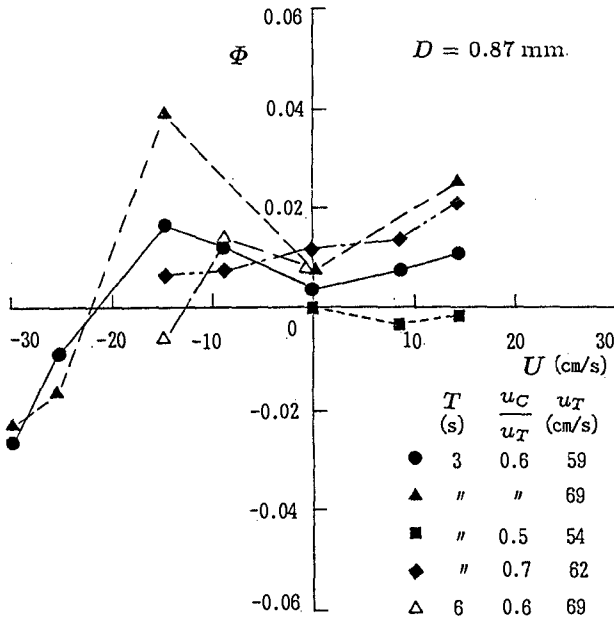 0.06
Φ
D = 0.87 mm
0.04
0.02
-30
-20
-10
0
10
20
30
U (cm/s)
-0.02
-0.04
-0.06
T (s)
u_C / u_T
u_T (cm/s)
● 3 0.6 59
▲ 〃 〃 69
■ 〃 0.5 54
◆ 〃 0.7 62
△ 6 0.6 69